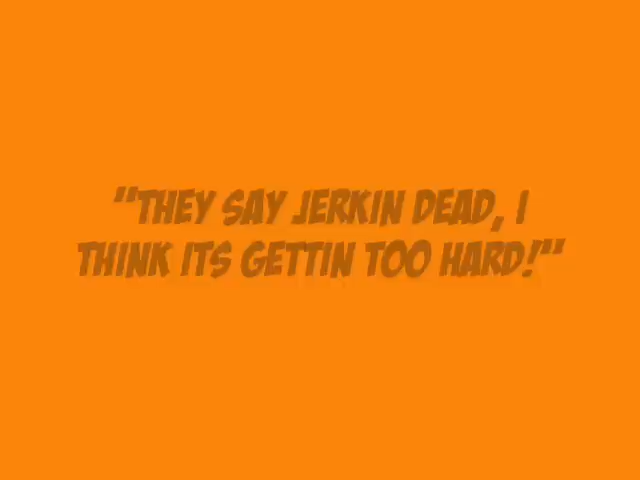 "THEY SAY JERKIN DEAD, I
THINK ITS GETTIN TOO HARD!"